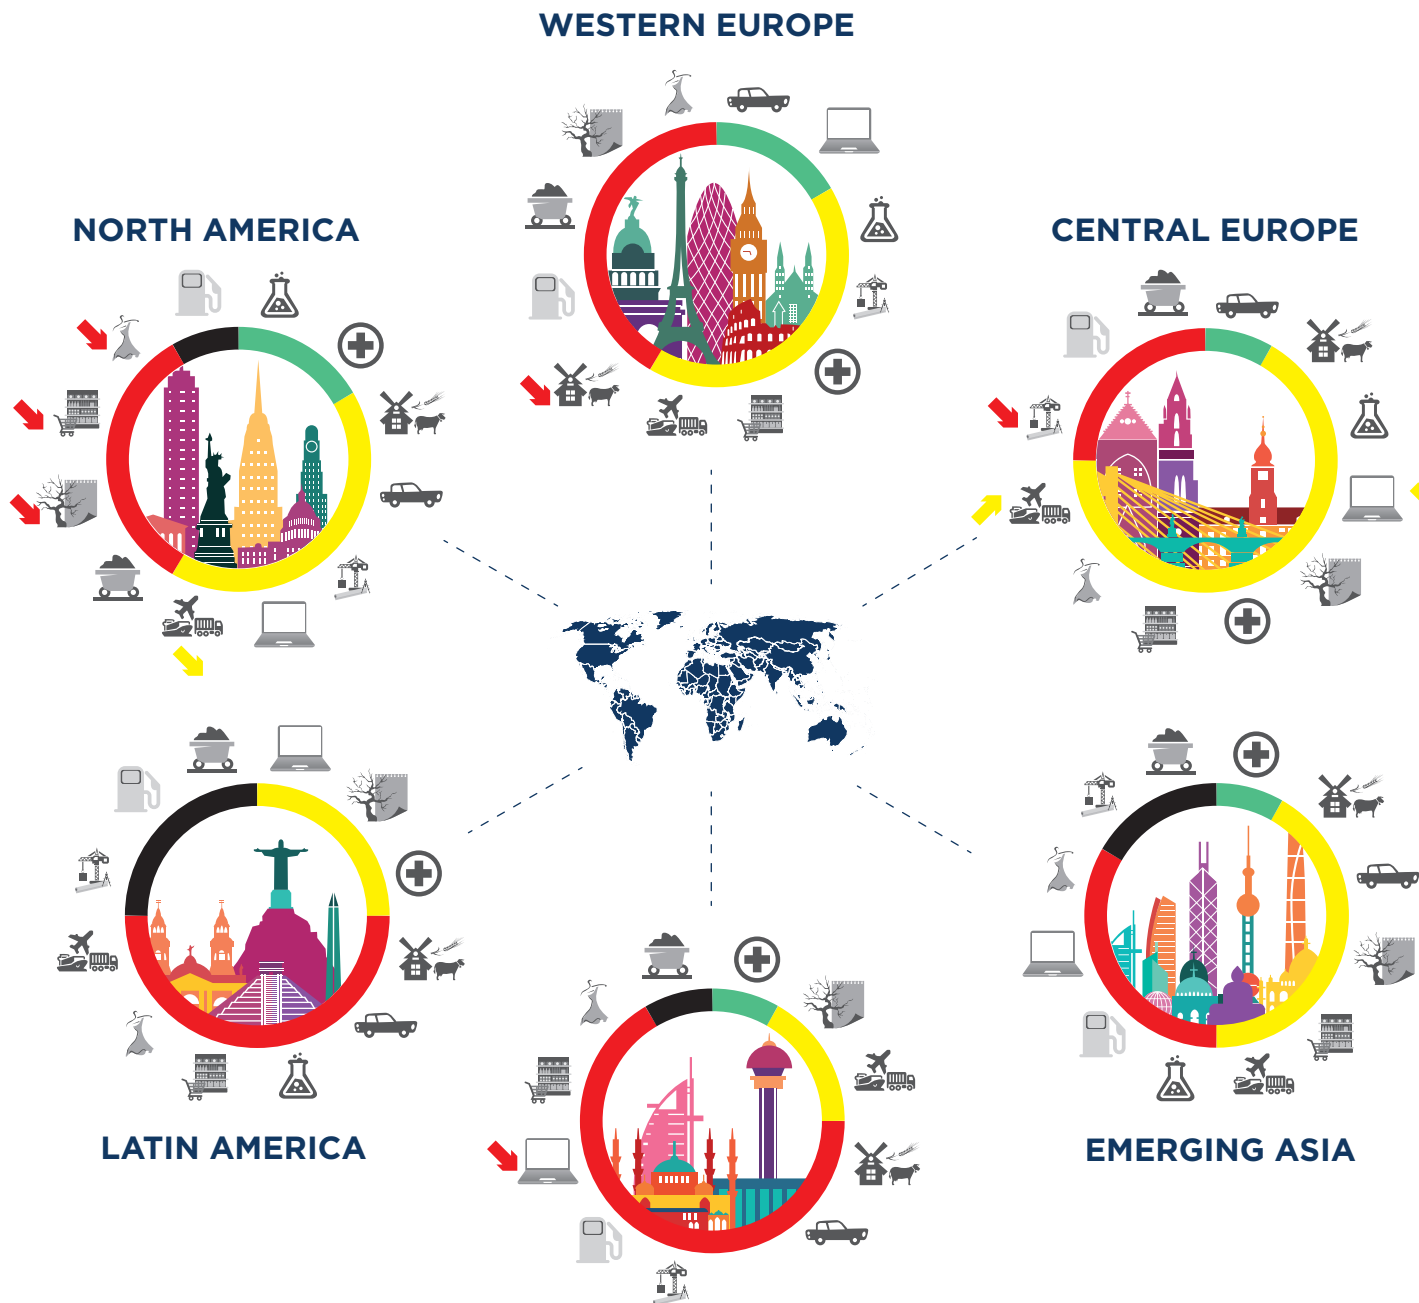 WESTERN EUROPE
NORTH AMERICA
CENTRAL EUROPE
LATIN AMERICA
EMERGING ASIA